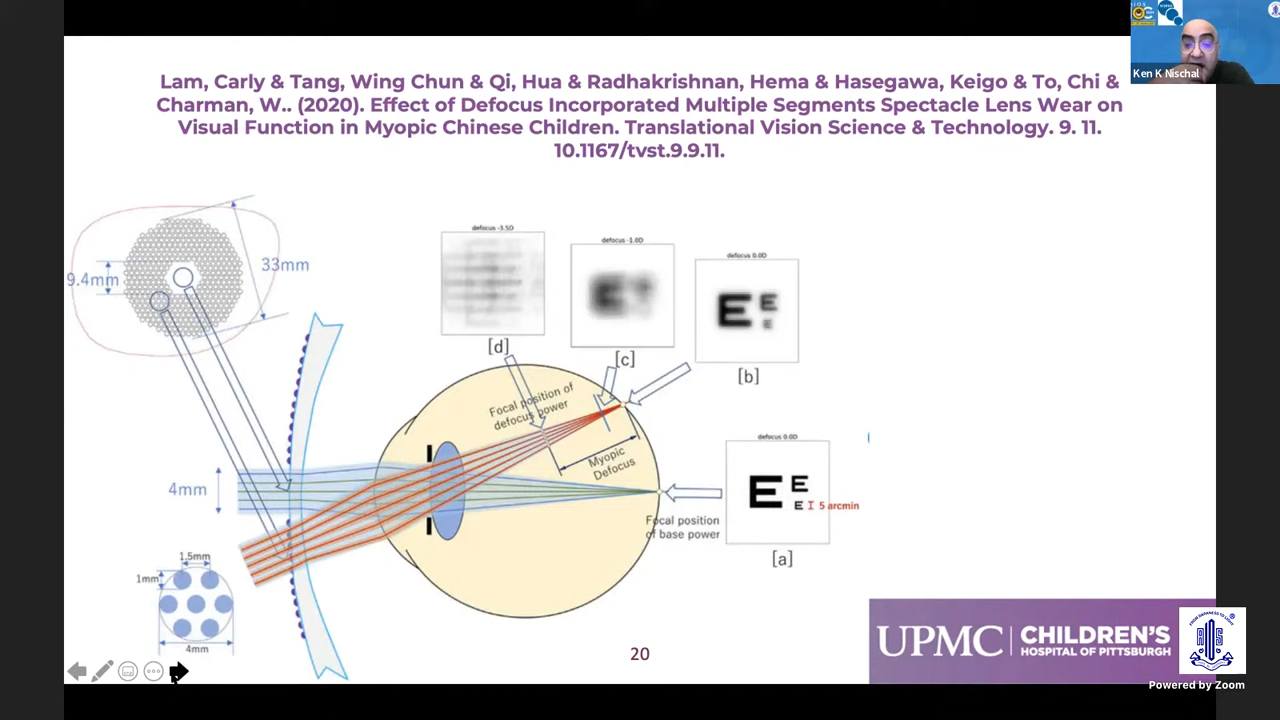 Ken K Nischal
Lam, Carly & Tang, Wing Chun & Qi, Hua & Radhakrishnan, Hema & Hasegawa, Keigo & To, Chi &
Charman, W.. (2020). Effect of Defocus Incorporated Multiple Segments Spectacle Lens Wear on
Visual Function in Myopic Chinese Children. Translational Vision Science & Technology. 9. 11.
10.1167/tvst.9.9.11.
33mm
9.4mm
defocus -3.5D
[d]
defocus -1.0D
E
[c]
defocus 0.0D
E E
E
[b]
Focal position of
defocus power
Myopic
Defocus
4mm
Focal position
of base power
defocus 0.0D
E E
E 5 arcmin
[a]
1.5mm
1mm
4mm
20
UPMC
CHILDREN'S
HOSPITAL OF PITTSBURGH
Powered by Zoom